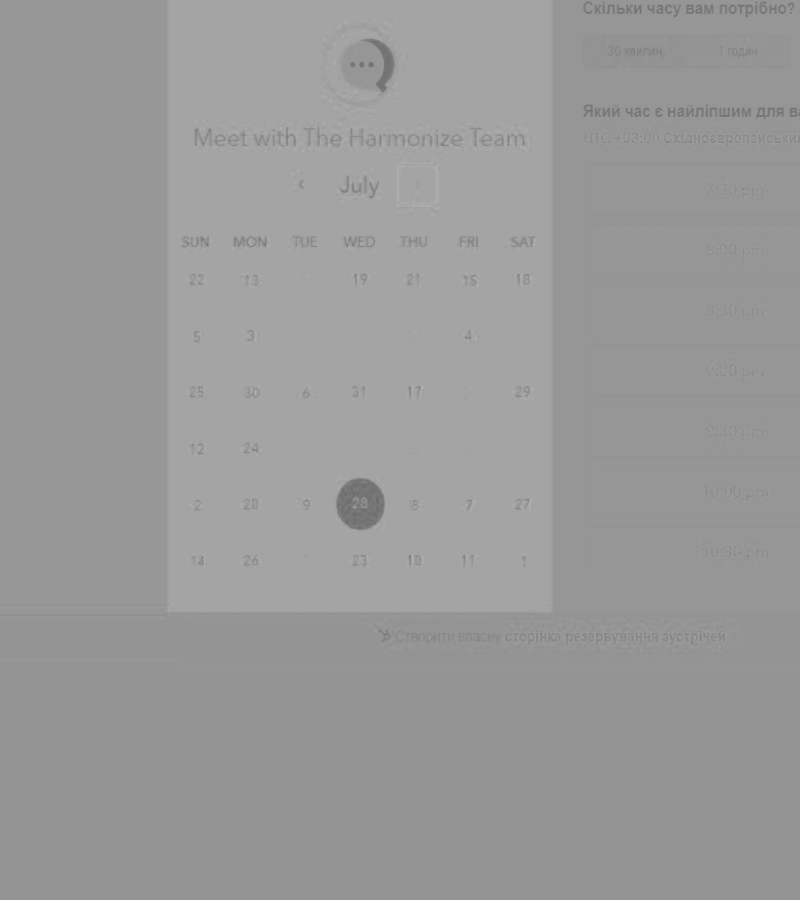 Meet with The Harmonize Team
July
SUN MON TUE WED THU FRI SAT
22 13 19 21 15 18
5 3 4
25 30 6 31 17 29
12 24
2 20 9 28 8 7 27
14 26 23 10 11 1
Скільки часу вам потрібно?
30 хвилин 1 годин
Який час є найліпшим для
UTC +03:00
7:30 pm
8:00 pm
8:30 pm
9:00 pm
9:30 pm
10:00 pm
10:30 pm
Створити власну сторінка резервування зустрічей